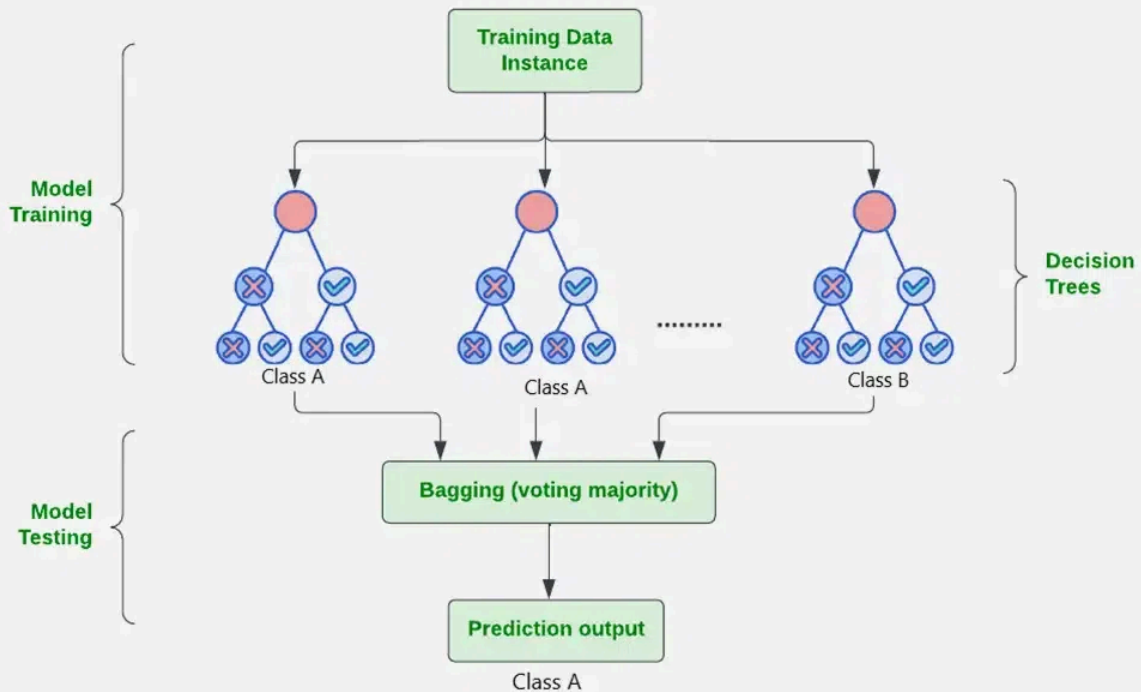 Training Data
Instance
Model
Training
Decision
Trees
Class A
Class A
.........
Class B
Bagging (voting majority)
Model
Testing
Prediction output
Class A